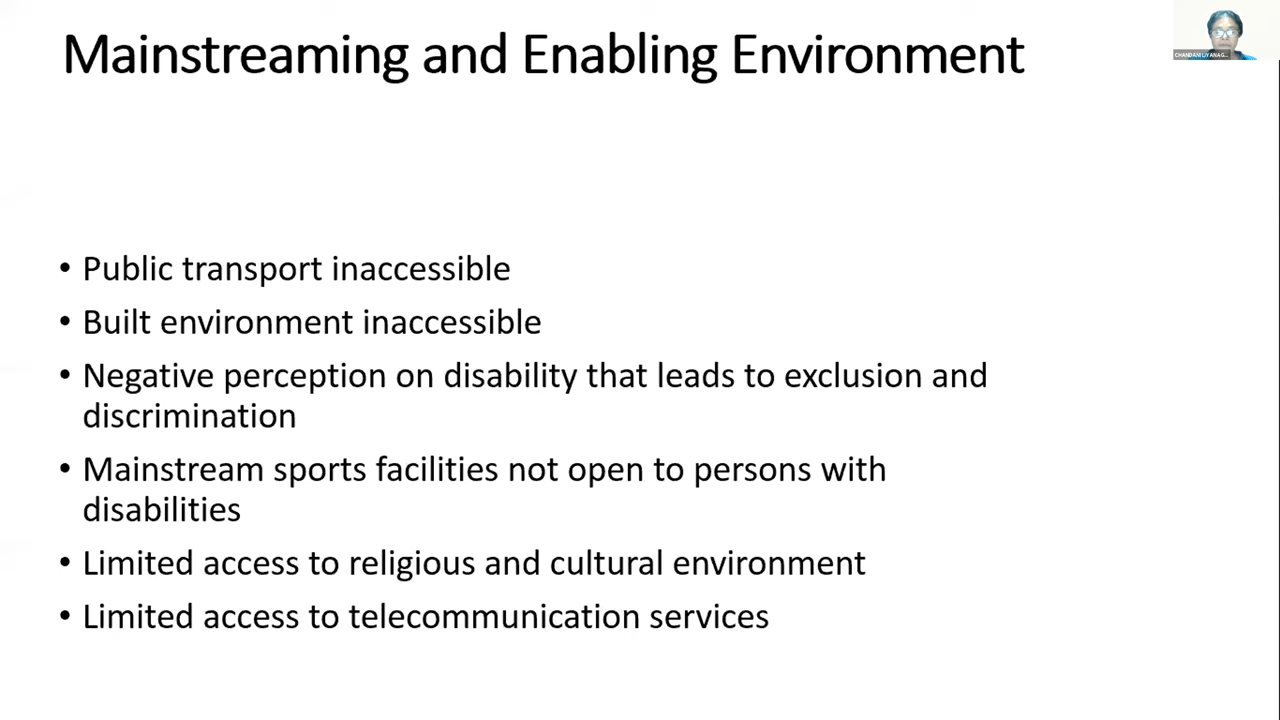 Mainstreaming and Enabling Environment
CHANDANI LIYANAG...
• Public transport inaccessible
• Built environment inaccessible
• Negative perception on disability that leads to exclusion and
discrimination
• Mainstream sports facilities not open to persons with
disabilities
• Limited access to religious and cultural environment
• Limited access to telecommunication services